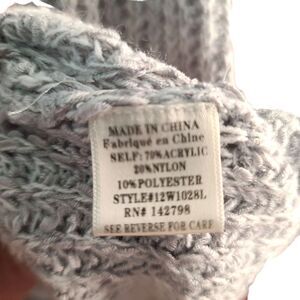 MADE IN CHINA
Fabriqué en Chine
SELF: 70% ACRYLIC
20% NYLON
10% POLYESTER
STYLE#12W1028L
RN# 142798
SEE REVERSE FOR CARE